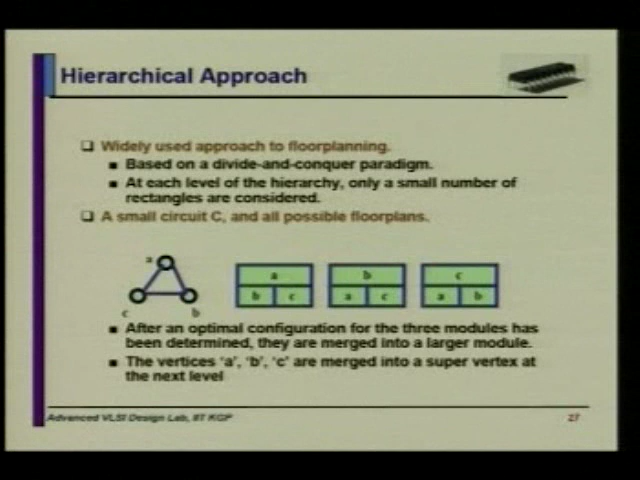 Hierarchical Approach
❑ Widely used approach to floorplanning.
■ Based on a divide-and-conquer paradigm.
■ At each level of the hierarchy, only a small number of
rectangles are considered.
❑ A small circuit C, and all possible floorplans.
a
c b
a
b c
b
a c
c
a b
■ After an optimal configuration for the three modules has
been determined, they are merged into a larger module.
■ The vertices ‘a’, ‘b’, ‘c’ are merged into a super vertex at
the next level
Advanced VLSI Design Lab, IIT KGP 27